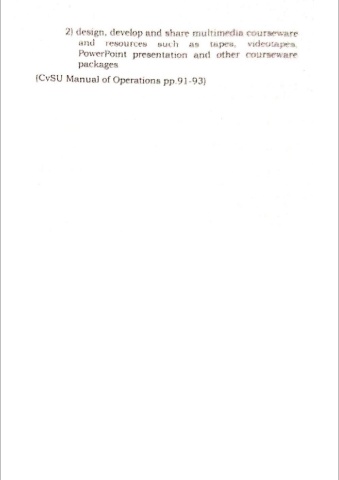 2) design, develop and share multimedia courseware
and resources such as tapes, videotapes,
PowerPoint presentation and other courseware
packages
(CvSU Manual of Operations pp.91-93)